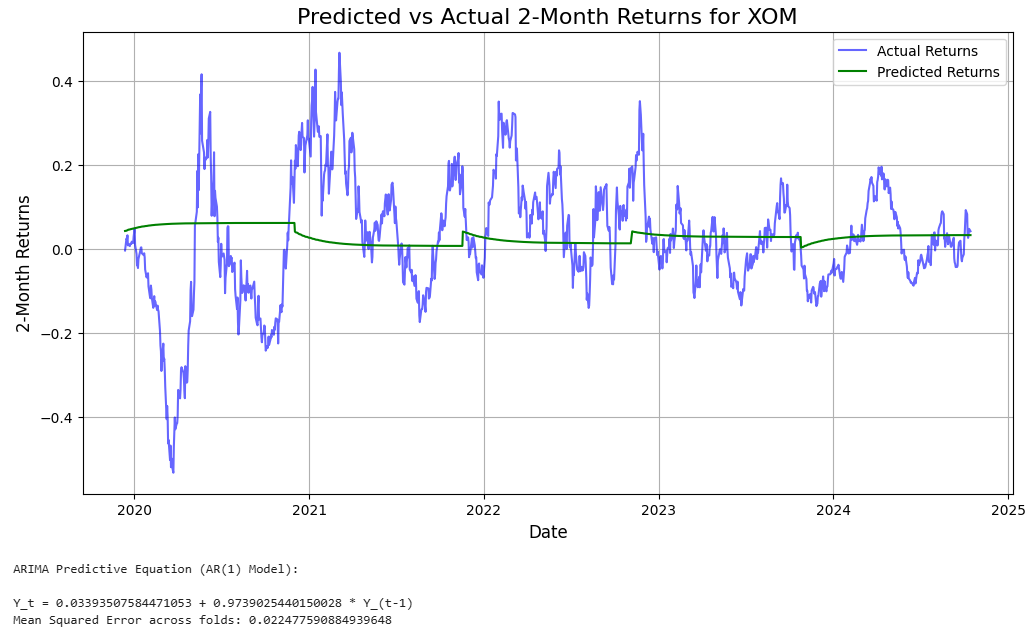 Predicted vs Actual 2-Month Returns for XOM
Actual Returns
Predicted Returns
2-Month Returns
0.4
0.2
0.0
−0.2
−0.4
2020
2021
2022
2023
2024
2025
Date
ARIMA Predictive Equation (AR(1) Model):
Y_t = 0.03393507584471053 + 0.9739025440150028 * Y_(t-1)
Mean Squared Error across folds: 0.022477590884939648